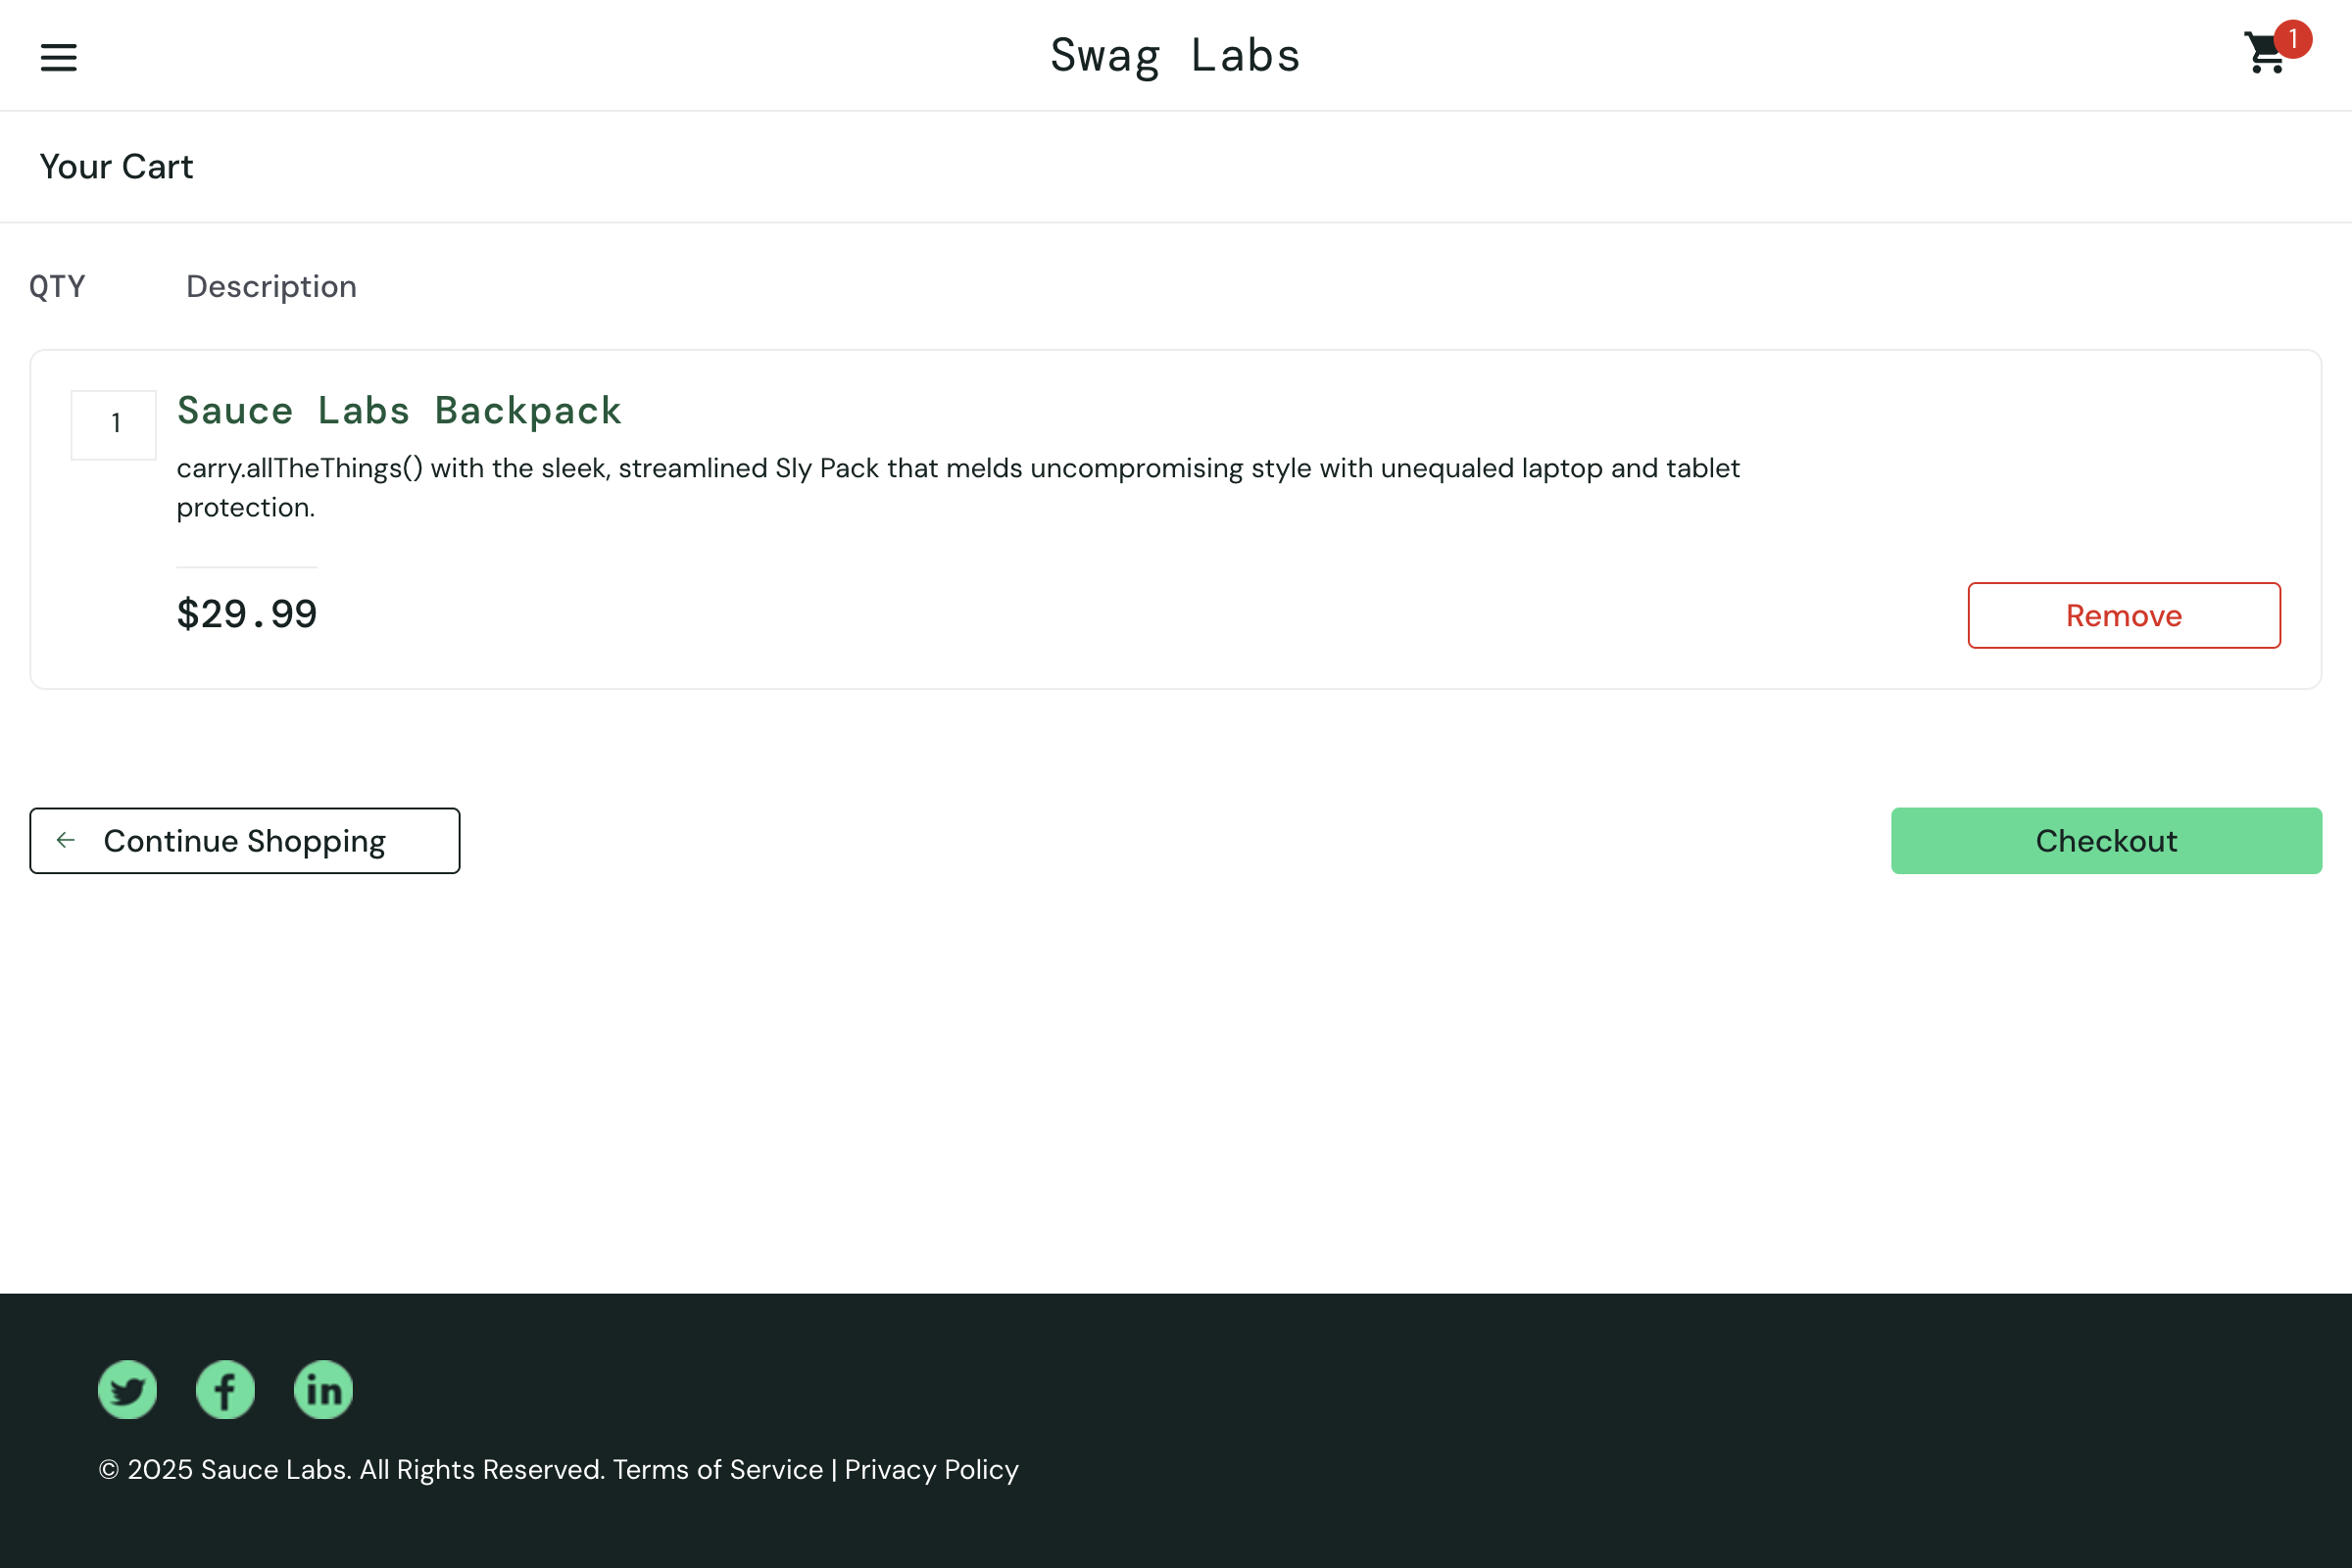 Swag Labs
1
Your Cart
QTY Description
1
Sauce Labs Backpack
carry.allTheThings() with the sleek, streamlined Sly Pack that melds uncompromising style with unequaled laptop and tablet
protection.
$29.99
Remove
Continue Shopping
Checkout
© 2025 Sauce Labs. All Rights Reserved. Terms of Service | Privacy Policy